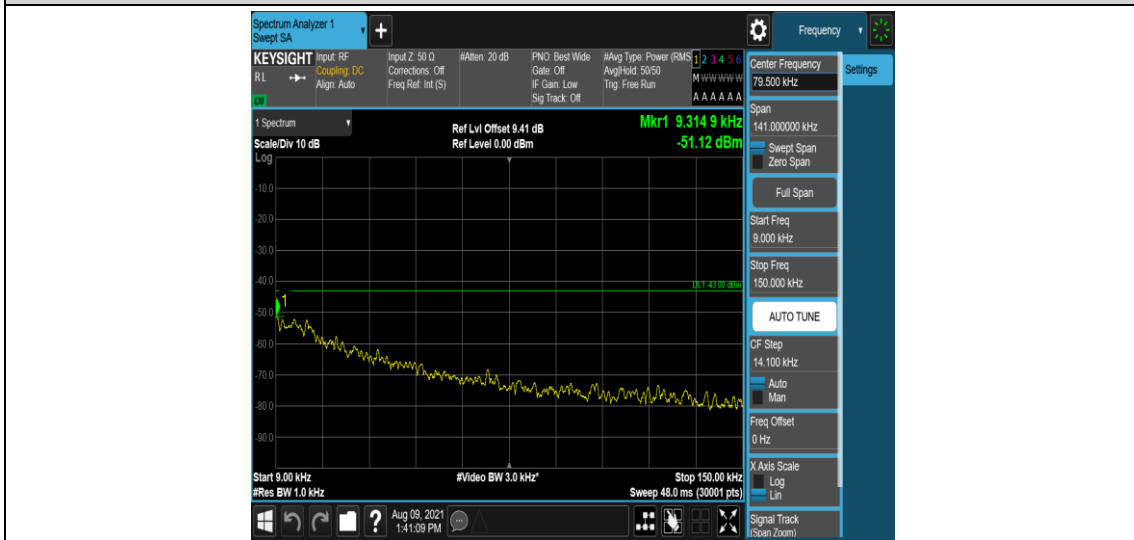 Spectrum Analyzer 1
Swept SA
+
Frequency
KEYSIGHT
RL
LXI
Input: RF
Coupling: DC
Align: Auto
Input Z: 50 Ω
Corrections: Off
Freq Ref: Int (S)
#Atten: 20 dB
PNO: Best Wide
Gate: Off
IF Gain: Low
Sig Track: Off
#Avg Type: Power (RMS
Avg|Hold: 50/50
Trig: Free Run
1 2 3 4 5 6
M W W W W W
A A A A A A
1 Spectrum
Scale/Div 10 dB
Log
Ref Lvl Offset 9.41 dB
Ref Level 0.00 dBm
Mkr1 9.314 9 kHz
-51.12 dBm
-10.0
-20.0
-30.0
-40.0
DL1 -43.00 dBm
1
-50.0
-60.0
-70.0
-80.0
-90.0
Start 9.00 kHz
#Res BW 1.0 kHz
#Video BW 3.0 kHz*
Stop 150.00 kHz
Sweep 48.0 ms (30001 pts)
?
Aug 09, 2021
1:41:09 PM
Center Frequency
79.500 kHz
Settings
Span
141.000000 kHz
Swept Span
Zero Span
Full Span
Start Freq
9.000 kHz
Stop Freq
150.000 kHz
AUTO TUNE
CF Step
14.100 kHz
Auto
Man
Freq Offset
0 Hz
X Axis Scale
Log
Lin
Signal Track
(Span Zoom)